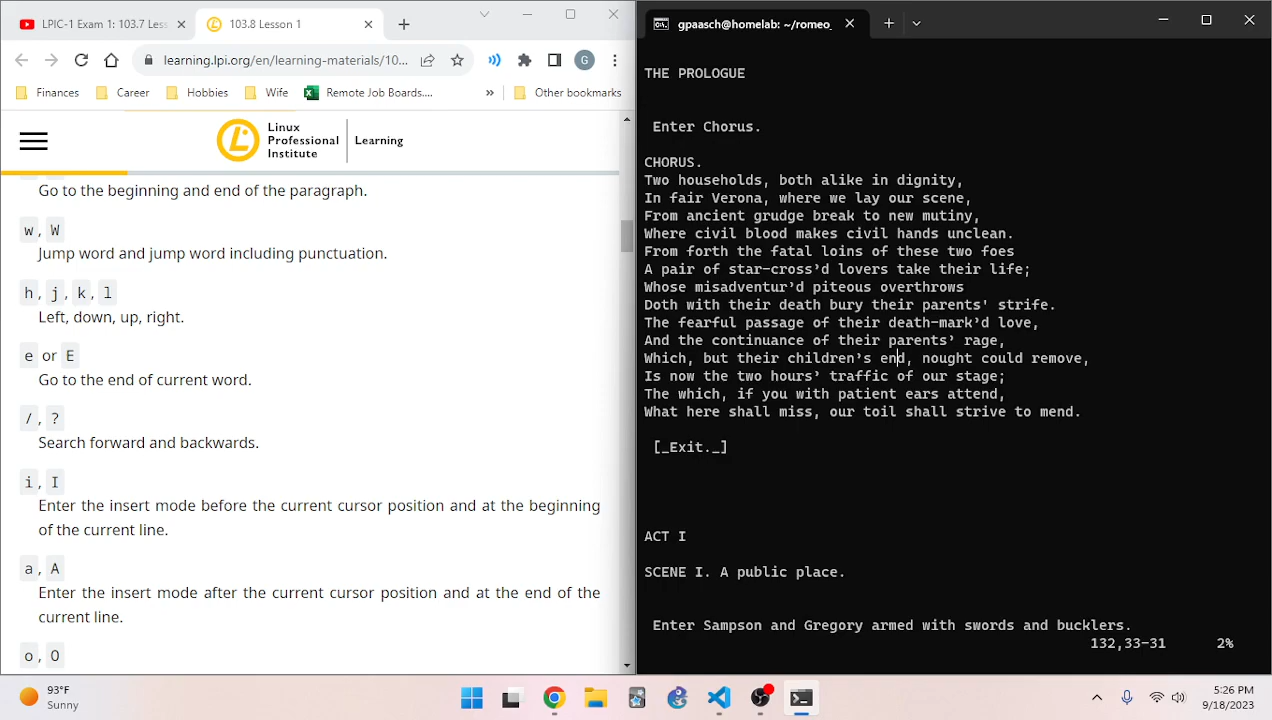 LPIC-1 Exam 1: 103.7 Less
103.8 Lesson 1
learning.lpi.org/en/learning-materials/10...
G
Finances
Career
Hobbies
Wife
Remote Job Boards....
»
Other bookmarks
Linux
Professional
Institute
Learning
Go to the beginning and end of the paragraph.
w, W
Jump word and jump word including punctuation.
h, j, k, l
Left, down, up, right.
e or E
Go to the end of current word.
/, ?
Search forward and backwards.
i, I
Enter the insert mode before the current cursor position and at the beginning
of the current line.
a, A
Enter the insert mode after the current cursor position and at the end of the
current line.
o, O
gpaasch@homelab: ~/romeo_
THE PROLOGUE
Enter Chorus.
CHORUS.
Two households, both alike in dignity,
In fair Verona, where we lay our scene,
From ancient grudge break to new mutiny,
Where civil blood makes civil hands unclean.
From forth the fatal loins of these two foes
A pair of star-cross’d lovers take their life;
Whose misadventur’d piteous overthrows
Doth with their death bury their parents' strife.
The fearful passage of their death-mark’d love,
And the continuance of their parents’ rage,
Which, but their children’s end, nought could remove,
Is now the two hours’ traffic of our stage;
The which, if you with patient ears attend,
What here shall miss, our toil shall strive to mend.
[_Exit._]
ACT I
SCENE I. A public place.
Enter Sampson and Gregory armed with swords and bucklers.
132,33-31 2%
93°F
Sunny
5:26 PM
9/18/2023